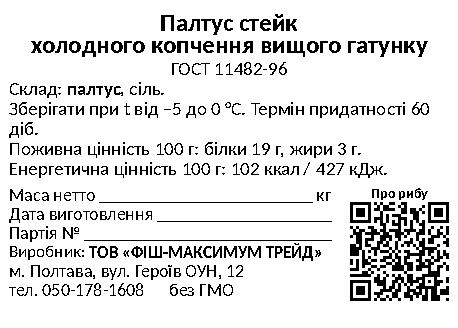 Палтус стейк
холодного копчення вищого гатунку
ГОСТ 11482-96
Склад: палтус, сіль.
Зберігати при t від –5 до 0 °С. Термін придатності 60
діб.
Поживна цінність 100 г: білки 19 г, жири 3 г.
Енергетична цінність 100 г: 102 ккал / 427 кДж.
Маса нетто ______________________ кг
Дата виготовлення __________________
Партія № _________________________
Виробник: ТОВ «ФІШ-МАКСИМУМ ТРЕЙД»
м. Полтава, вул. Героїв ОУН, 12
тел. 050-178-1608 без ГМО
Про рибу